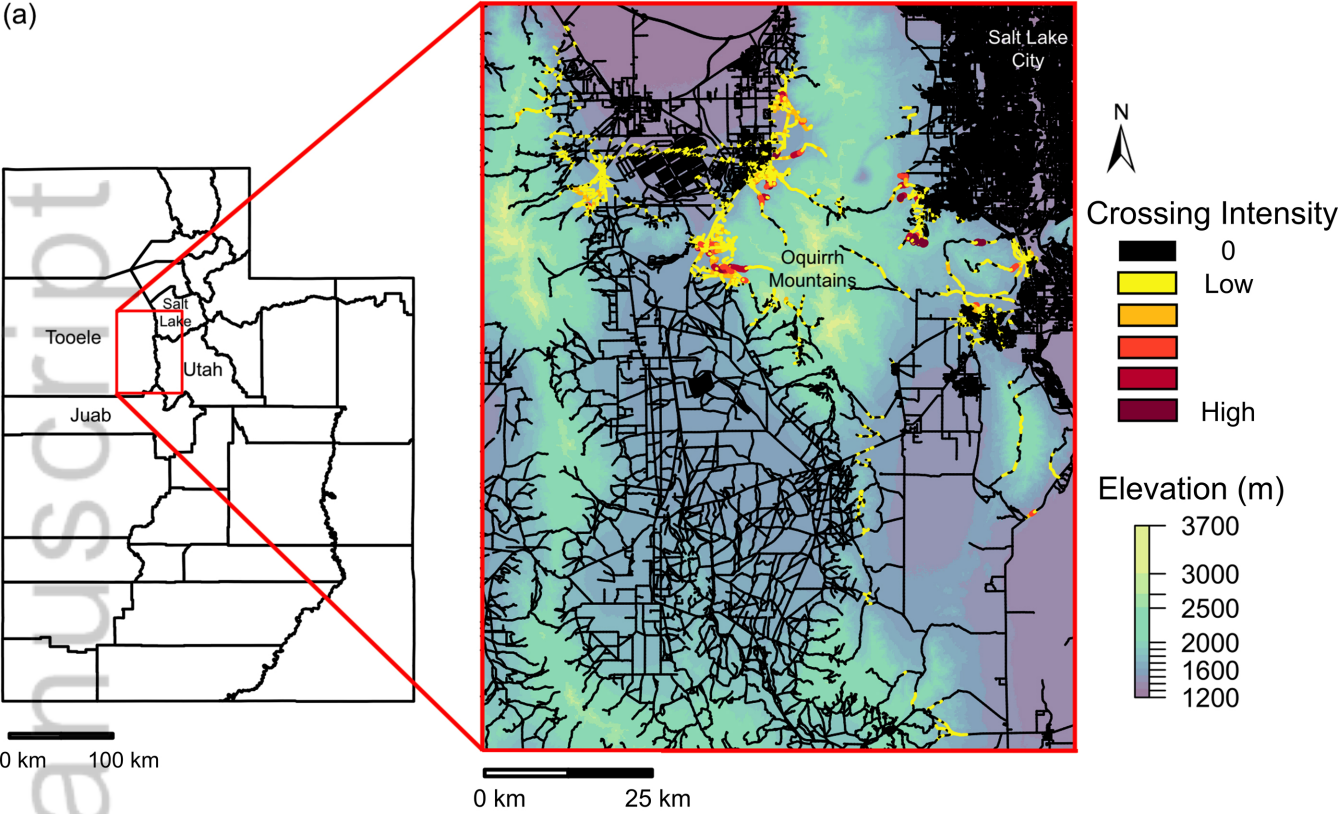 (a)
Salt Lake
City
N
Crossing Intensity
0
Low
High
Salt
Lake
Tooele
Utah
Juab
Oquirrh
Mountains
Elevation (m)
3700
3000
2500
2000
1600
1200
0 km 100 km
0 km 25 km
anuscript